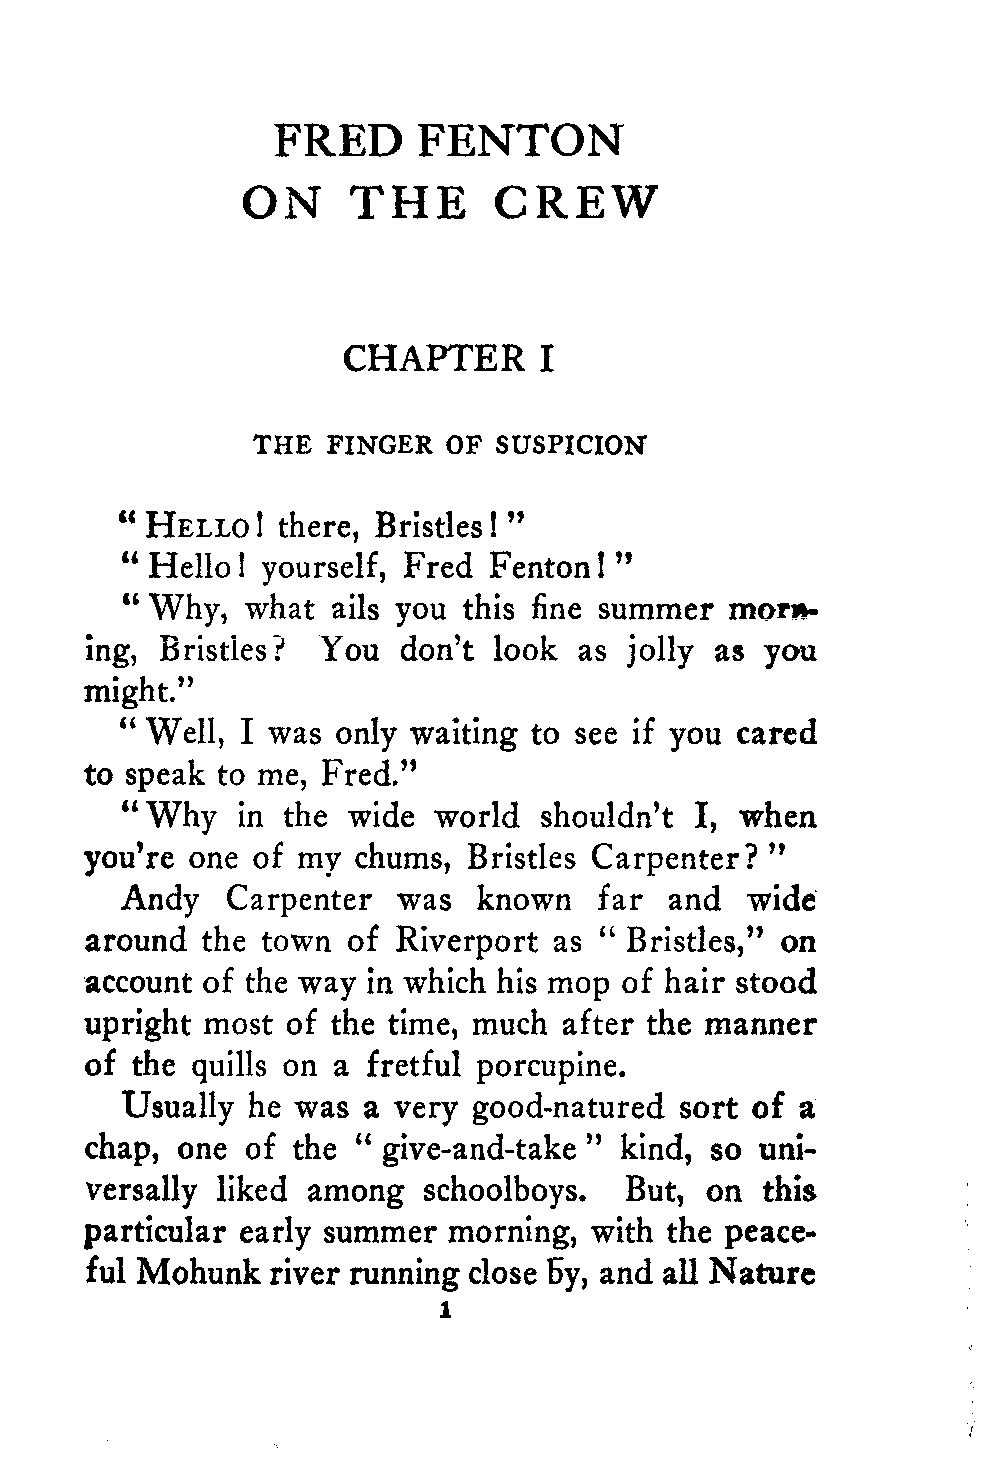 FRED FENTON
ON THE CREW
CHAPTER I
THE FINGER OF SUSPICION
" HELLO! there, Bristles! "
" Hello! yourself, Fred Fenton! "
" Why, what ails you this fine summer morn-
ing, Bristles? You don't look as jolly as you
might."
" Well, I was only waiting to see if you cared
to speak to me, Fred."
" Why in the wide world shouldn't I, when
you're one of my chums, Bristles Carpenter? "
Andy Carpenter was known far and wide
around the town of Riverport as " Bristles," on
account of the way in which his mop of hair stood
upright most of the time, much after the manner
of the quills on a fretful porcupine.
Usually he was a very good-natured sort of a
chap, one of the " give-and-take " kind, so uni-
versally liked among schoolboys. But, on this
particular early summer morning, with the peace-
ful Mohunk river running close by, and all Nature
1